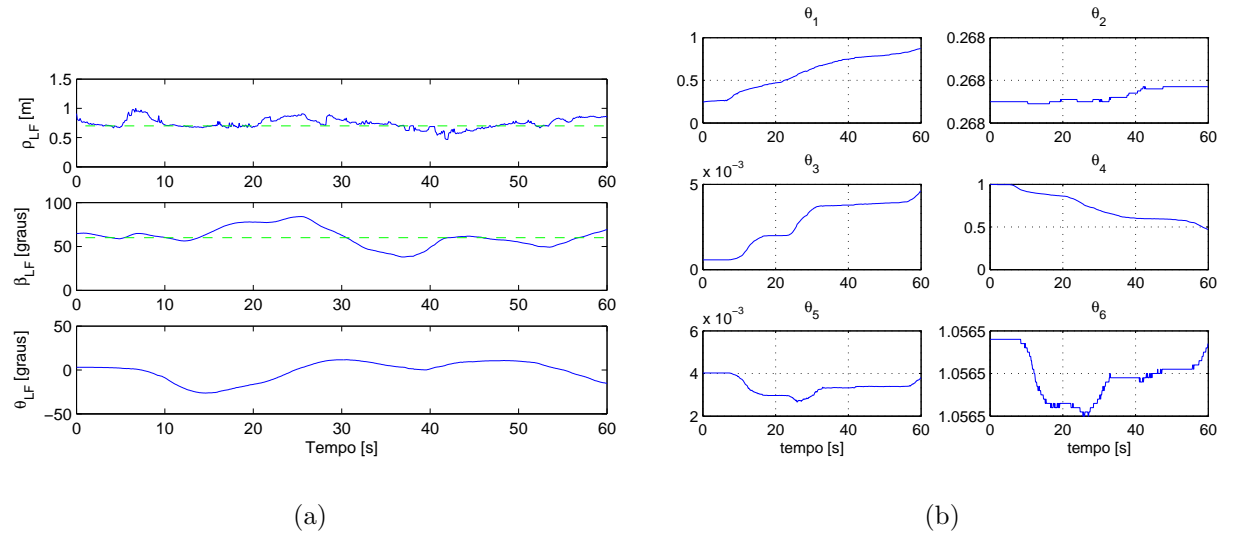 1.5
1
0.5
0
ρ_LF [m]
0 10 20 30 40 50 60
100
50
0
β_LF [graus]
0 10 20 30 40 50 60
50
0
−50
θ_LF [graus]
0 10 20 30 40 50 60
Tempo [s]
(a)
θ_1
1
0.5
0
0 20 40 60
θ_2
0.268
0.268
0.268
0 20 40 60
x 10^−3
θ_3
5
0
0 20 40 60
θ_4
1
0.5
0
0 20 40 60
x 10^−3
θ_5
6
4
2
0 20 40 60
tempo [s]
θ_6
1.0565
1.0565
1.0565
0 20 40 60
tempo [s]
(b)